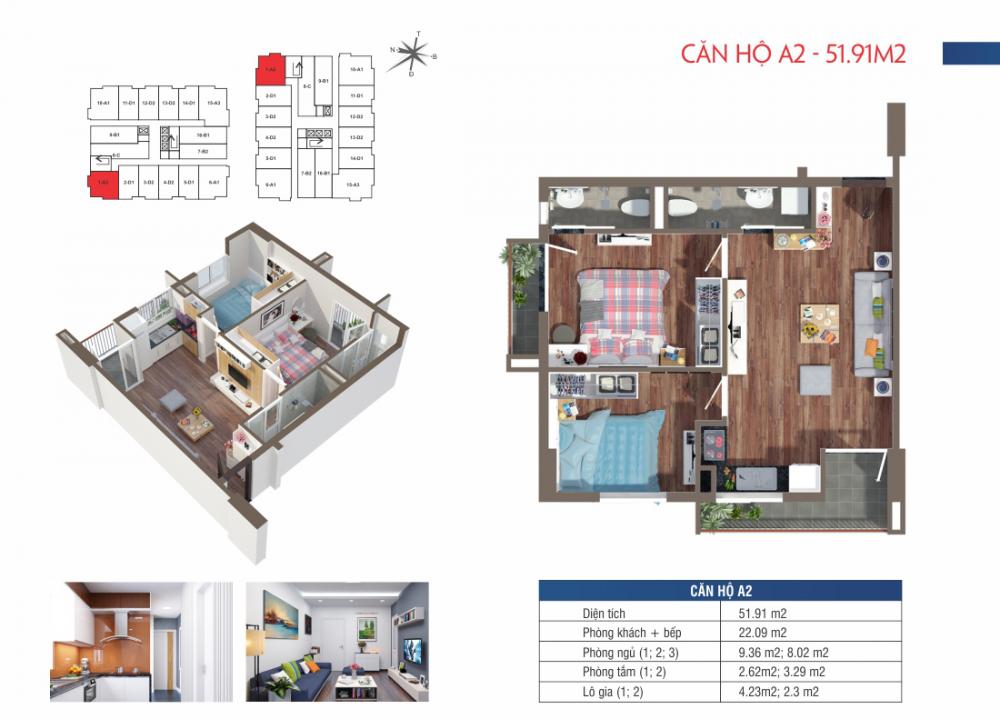 CĂN HỘ A2 - 51.91M2
T
N
B
Đ
1-A2
10-A1
9-B1
8-C
2-D1
11-D1
3-D2
12-D2
4-D2
13-D2
5-D1
14-D1
7-B2
16-B1
6-A1
15-A3
10-A1
11-D1
12-D2
13-D2
14-D1
15-A3
9-B1
16-B1
8-C
7-B2
1-A2
2-D1
3-D2
4-D2
5-D1
6-A1
CĂN HỘ A2
Diện tích 51.91 m2
Phòng khách + bếp 22.09 m2
Phòng ngủ (1; 2; 3) 9.36 m2; 8.02 m2
Phòng tắm (1; 2) 2.62m2; 3.29 m2
Lô gia (1; 2) 4.23m2; 2.3 m2